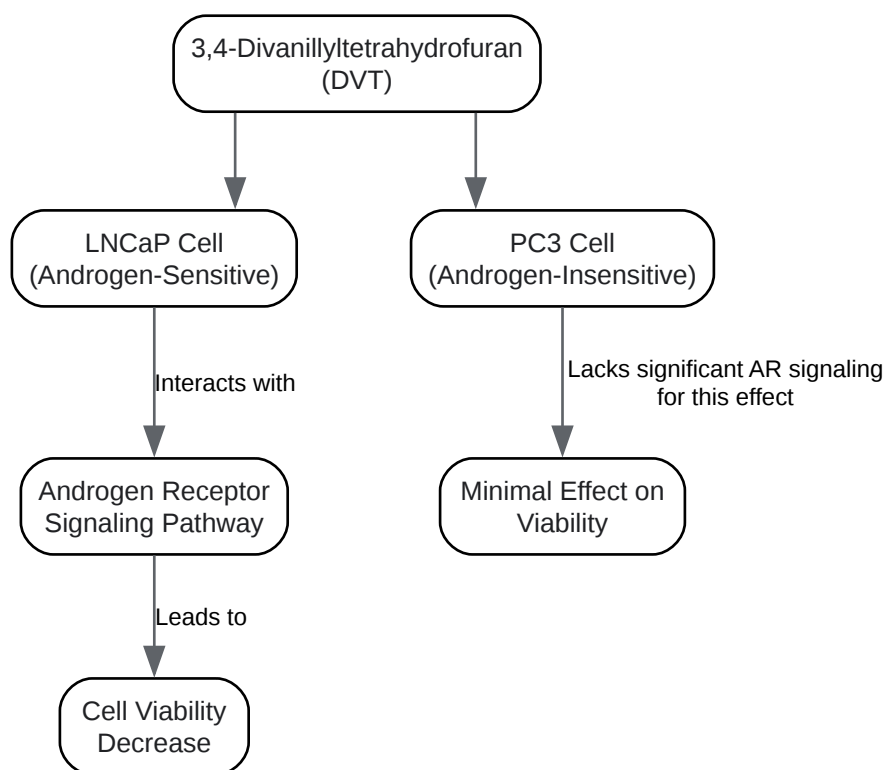 3,4-Divanillyltetrahydrofuran
(DVT)
LNCaP Cell
(Androgen-Sensitive)
PC3 Cell
(Androgen-Insensitive)
Interacts with
Lacks significant AR signaling
for this effect
Androgen Receptor
Signaling Pathway
Minimal Effect on
Viability
Leads to
Cell Viability
Decrease